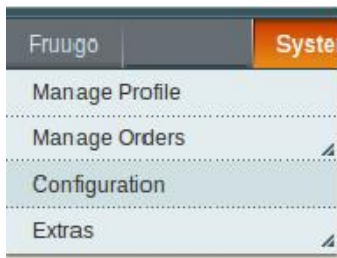 Fruugo Syste
Manage Profile
Manage Orders
Configuration
Extras